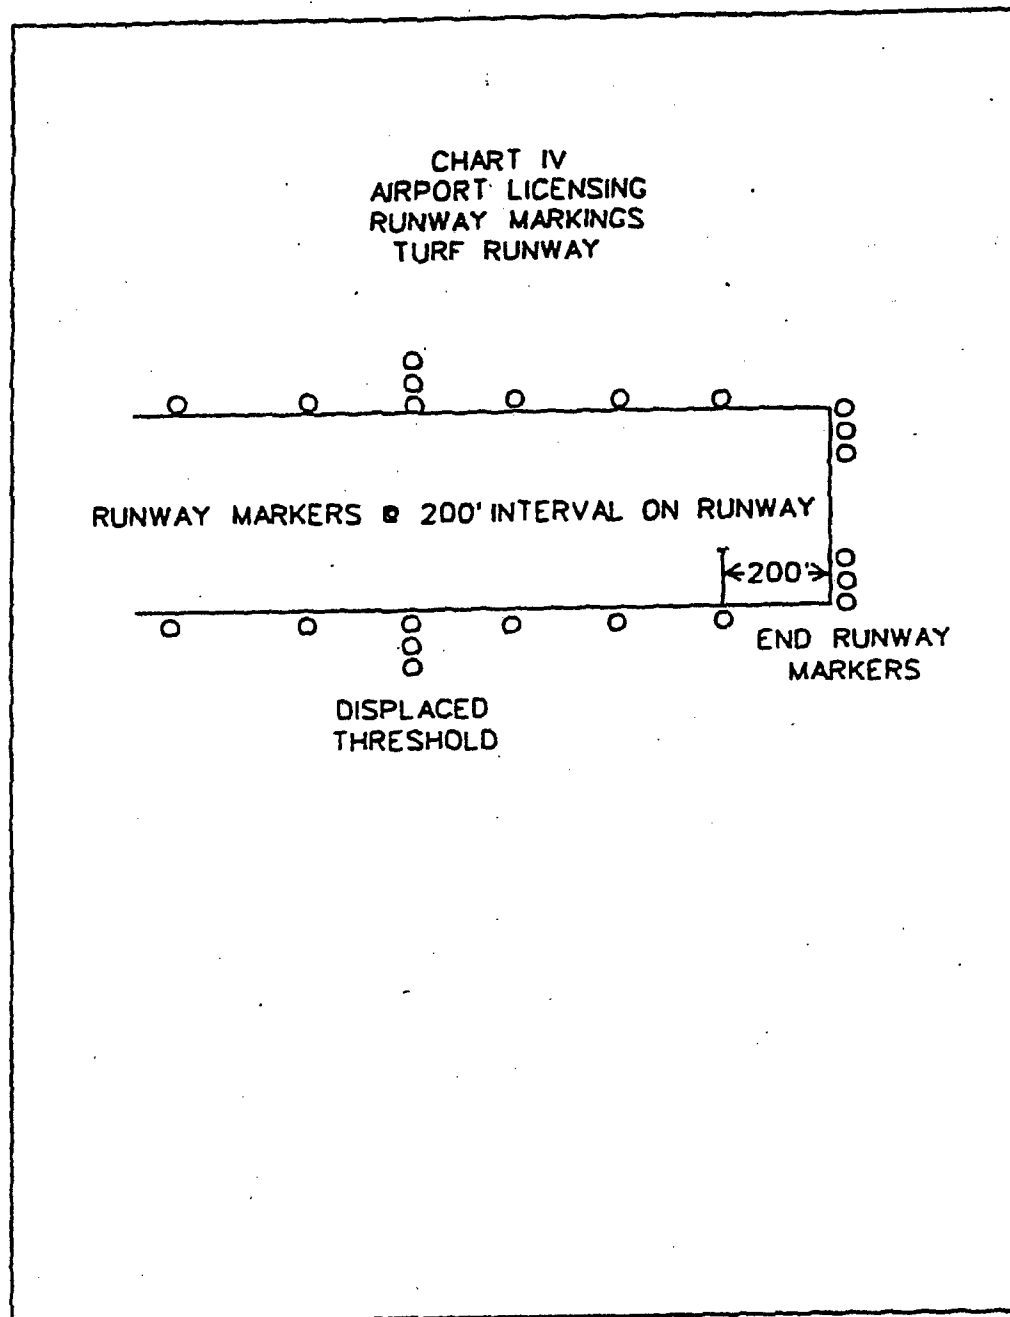 CHART IV
AIRPORT LICENSING
RUNWAY MARKINGS
TURF RUNWAY
RUNWAY MARKERS @ 200' INTERVAL ON RUNWAY
200'
END RUNWAY
MARKERS
DISPLACED
THRESHOLD